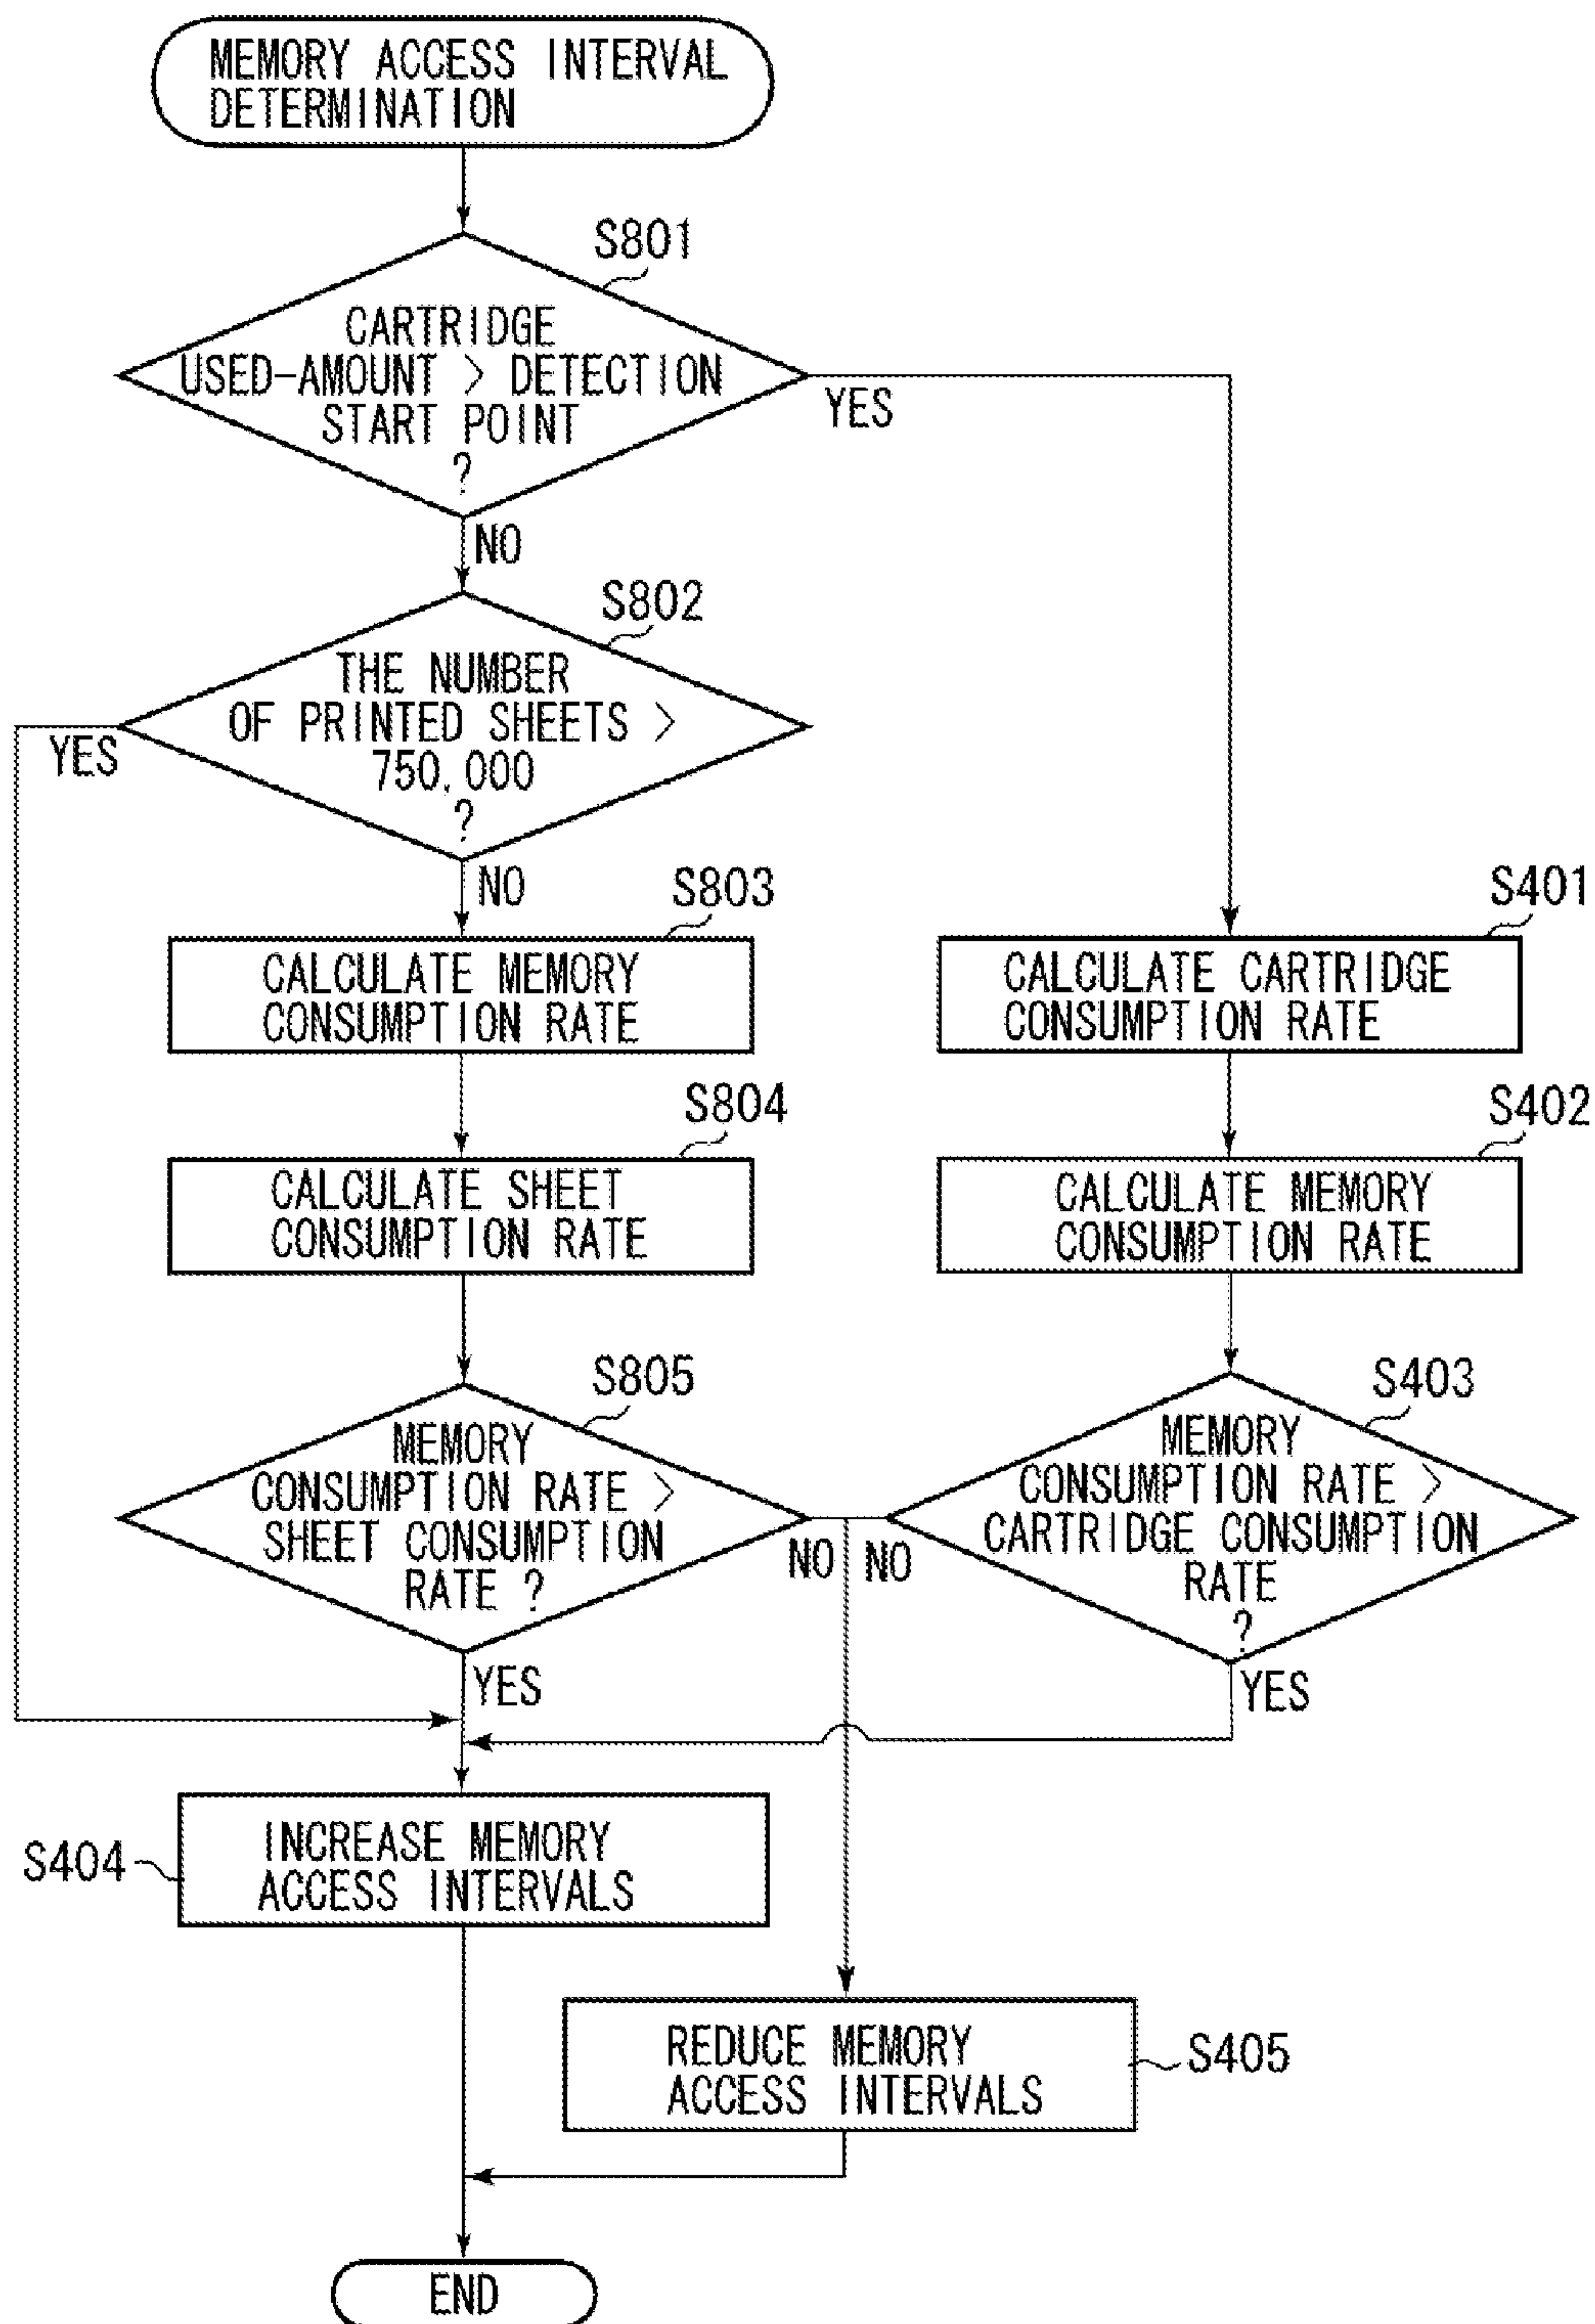 MEMORY ACCESS INTERVAL
DETERMINATION
S801
CARTRIDGE
USED-AMOUNT > DETECTION
START POINT
?
YES
NO
S802
THE NUMBER
OF PRINTED SHEETS >
750,000
?
YES
NO
S803
CALCULATE MEMORY
CONSUMPTION RATE
S401
CALCULATE CARTRIDGE
CONSUMPTION RATE
S804
CALCULATE SHEET
CONSUMPTION RATE
S402
CALCULATE MEMORY
CONSUMPTION RATE
S805
MEMORY
CONSUMPTION RATE >
SHEET CONSUMPTION
RATE ?
NO
YES
S403
MEMORY
CONSUMPTION RATE >
CARTRIDGE CONSUMPTION
RATE
?
NO
YES
S404
INCREASE MEMORY
ACCESS INTERVALS
REDUCE MEMORY
ACCESS INTERVALS
S405
END